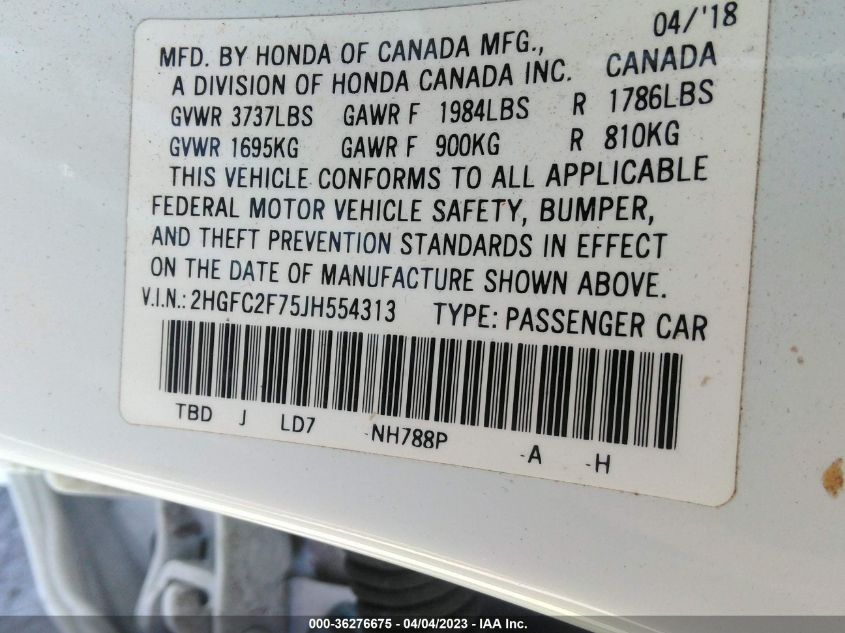 04/'18
MFD. BY HONDA OF CANADA MFG.,
A DIVISION OF HONDA CANADA INC. CANADA
GVWR 3737LBS GAWR F 1984LBS R 1786LBS
GVWR 1695KG GAWR F 900KG R 810KG
THIS VEHICLE CONFORMS TO ALL APPLICABLE
FEDERAL MOTOR VEHICLE SAFETY, BUMPER,
AND THEFT PREVENTION STANDARDS IN EFFECT
ON THE DATE OF MANUFACTURE SHOWN ABOVE.
V.I.N.: 2HGFC2F75JH554313 TYPE: PASSENGER CAR
TBD J LD7 -NH788P -A -H
000-36276675 - 04/04/2023 - IAA Inc.